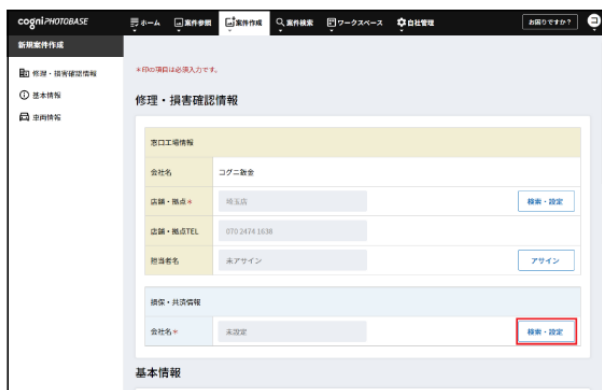 cogniPHOTOBASE ホーム 案件参照 案件作成 案件検索 ワークスペース 自社管理 お困りですか?
新規案件作成
修理・損害確認情報
基本情報
車両情報
*印の項目は必須入力です。
修理・損害確認情報
窓口工場情報
会社名 コグニ鈑金
店舗・拠点* 埼玉店 検索・設定
店舗・拠点TEL 070 2474 1638
担当者名 未アサイン アサイン
損保・共済情報
会社名* 未設定 検索・設定
基本情報